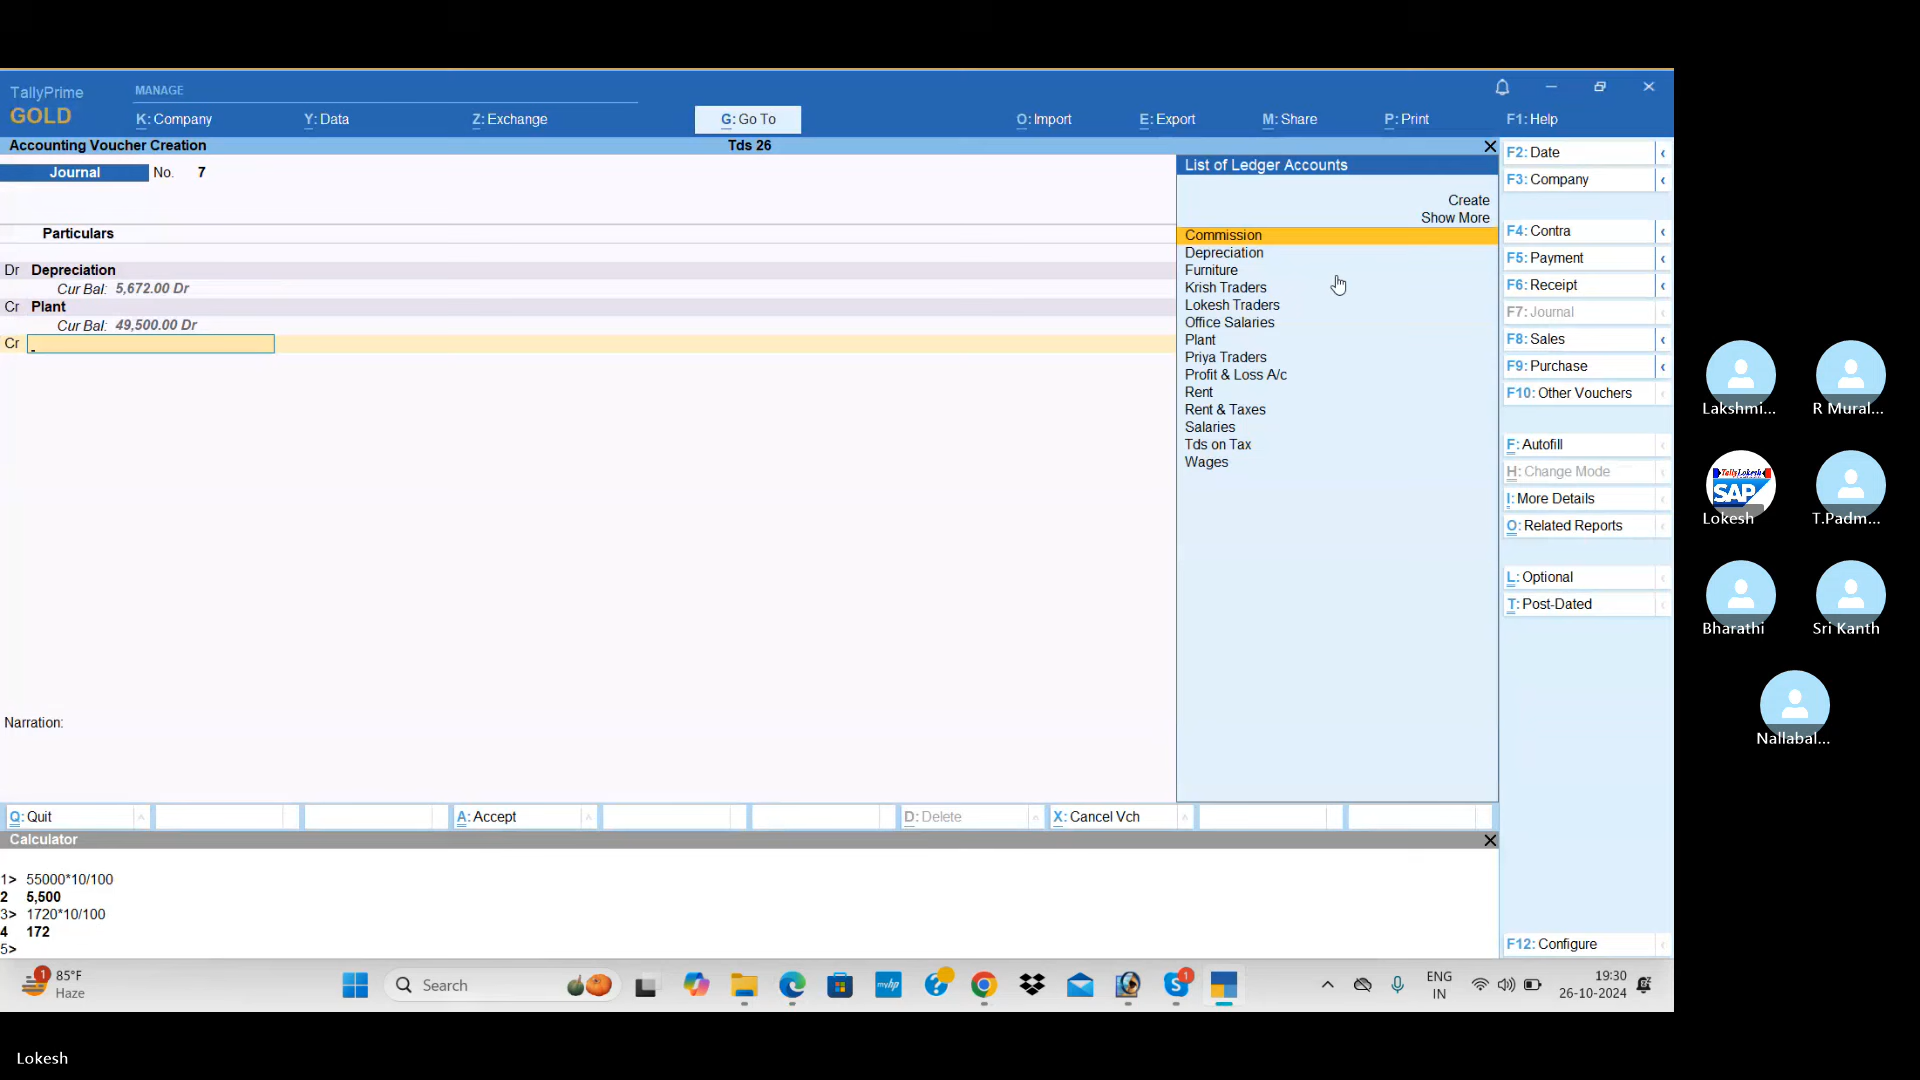 TallyPrime
GOLD
MANAGE
K: Company
Y: Data
Z: Exchange
G: Go To
O: Import
E: Export
M: Share
P: Print
F1: Help
Accounting Voucher Creation
Tds 26
Journal No. 7
Particulars
Dr Depreciation
Cur Bal: 5,672.00 Dr
Cr Plant
Cur Bal: 49,500.00 Dr
Cr
Narration:
List of Ledger Accounts
Create
Show More
Commission
Depreciation
Furniture
Krish Traders
Lokesh Traders
Office Salaries
Plant
Priya Traders
Profit & Loss A/c
Rent
Rent & Taxes
Salaries
Tds on Tax
Wages
F2: Date
F3: Company
F4: Contra
F5: Payment
F6: Receipt
F7: Journal
F8: Sales
F9: Purchase
F10: Other Vouchers
F: Autofill
H: Change Mode
I: More Details
O: Related Reports
L: Optional
T: Post-Dated
F12: Configure
Q: Quit
A: Accept
D: Delete
X: Cancel Vch
Calculator
1> 55000*10/100
2 5,500
3> 1720*10/100
4 172
5>
1
85°F
Haze
Search
myhp
1
ENG
IN
19:30
26-10-2024
Lakshmi...
R Mural...
TallyLokesh
SAP
Lokesh
T.Padm...
Bharathi
Sri Kanth
Nallabal...
Lokesh